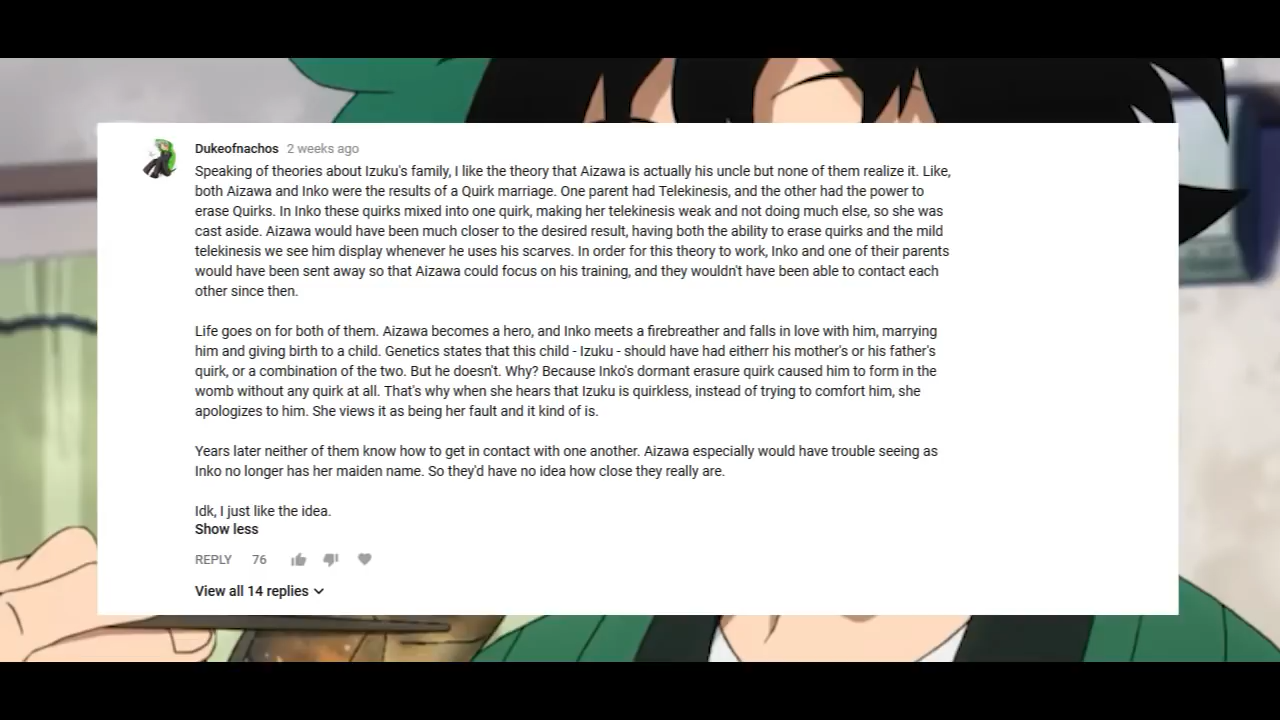 Dukeofnachos 2 weeks ago
Speaking of theories about Izuku's family, I like the theory that Aizawa is actually his uncle but none of them realize it. Like,
both Aizawa and Inko were the results of a Quirk marriage. One parent had Telekinesis, and the other had the power to
erase Quirks. In Inko these quirks mixed into one quirk, making her telekinesis weak and not doing much else, so she was
cast aside. Aizawa would have been much closer to the desired result, having both the ability to erase quirks and the mild
telekinesis we see him display whenever he uses his scarves. In order for this theory to work, Inko and one of their parents
would have been sent away so that Aizawa could focus on his training, and they wouldn't have been able to contact each
other since then.
Life goes on for both of them. Aizawa becomes a hero, and Inko meets a firebreather and falls in love with him, marrying
him and giving birth to a child. Genetics states that this child - Izuku - should have had eitherr his mother's or his father's
quirk, or a combination of the two. But he doesn't. Why? Because Inko's dormant erasure quirk caused him to form in the
womb without any quirk at all. That's why when she hears that Izuku is quirkless, instead of trying to comfort him, she
apologizes to him. She views it as being her fault and it kind of is.
Years later neither of them know how to get in contact with one another. Aizawa especially would have trouble seeing as
Inko no longer has her maiden name. So they'd have no idea how close they really are.
Idk, I just like the idea.
Show less
REPLY 76
View all 14 replies